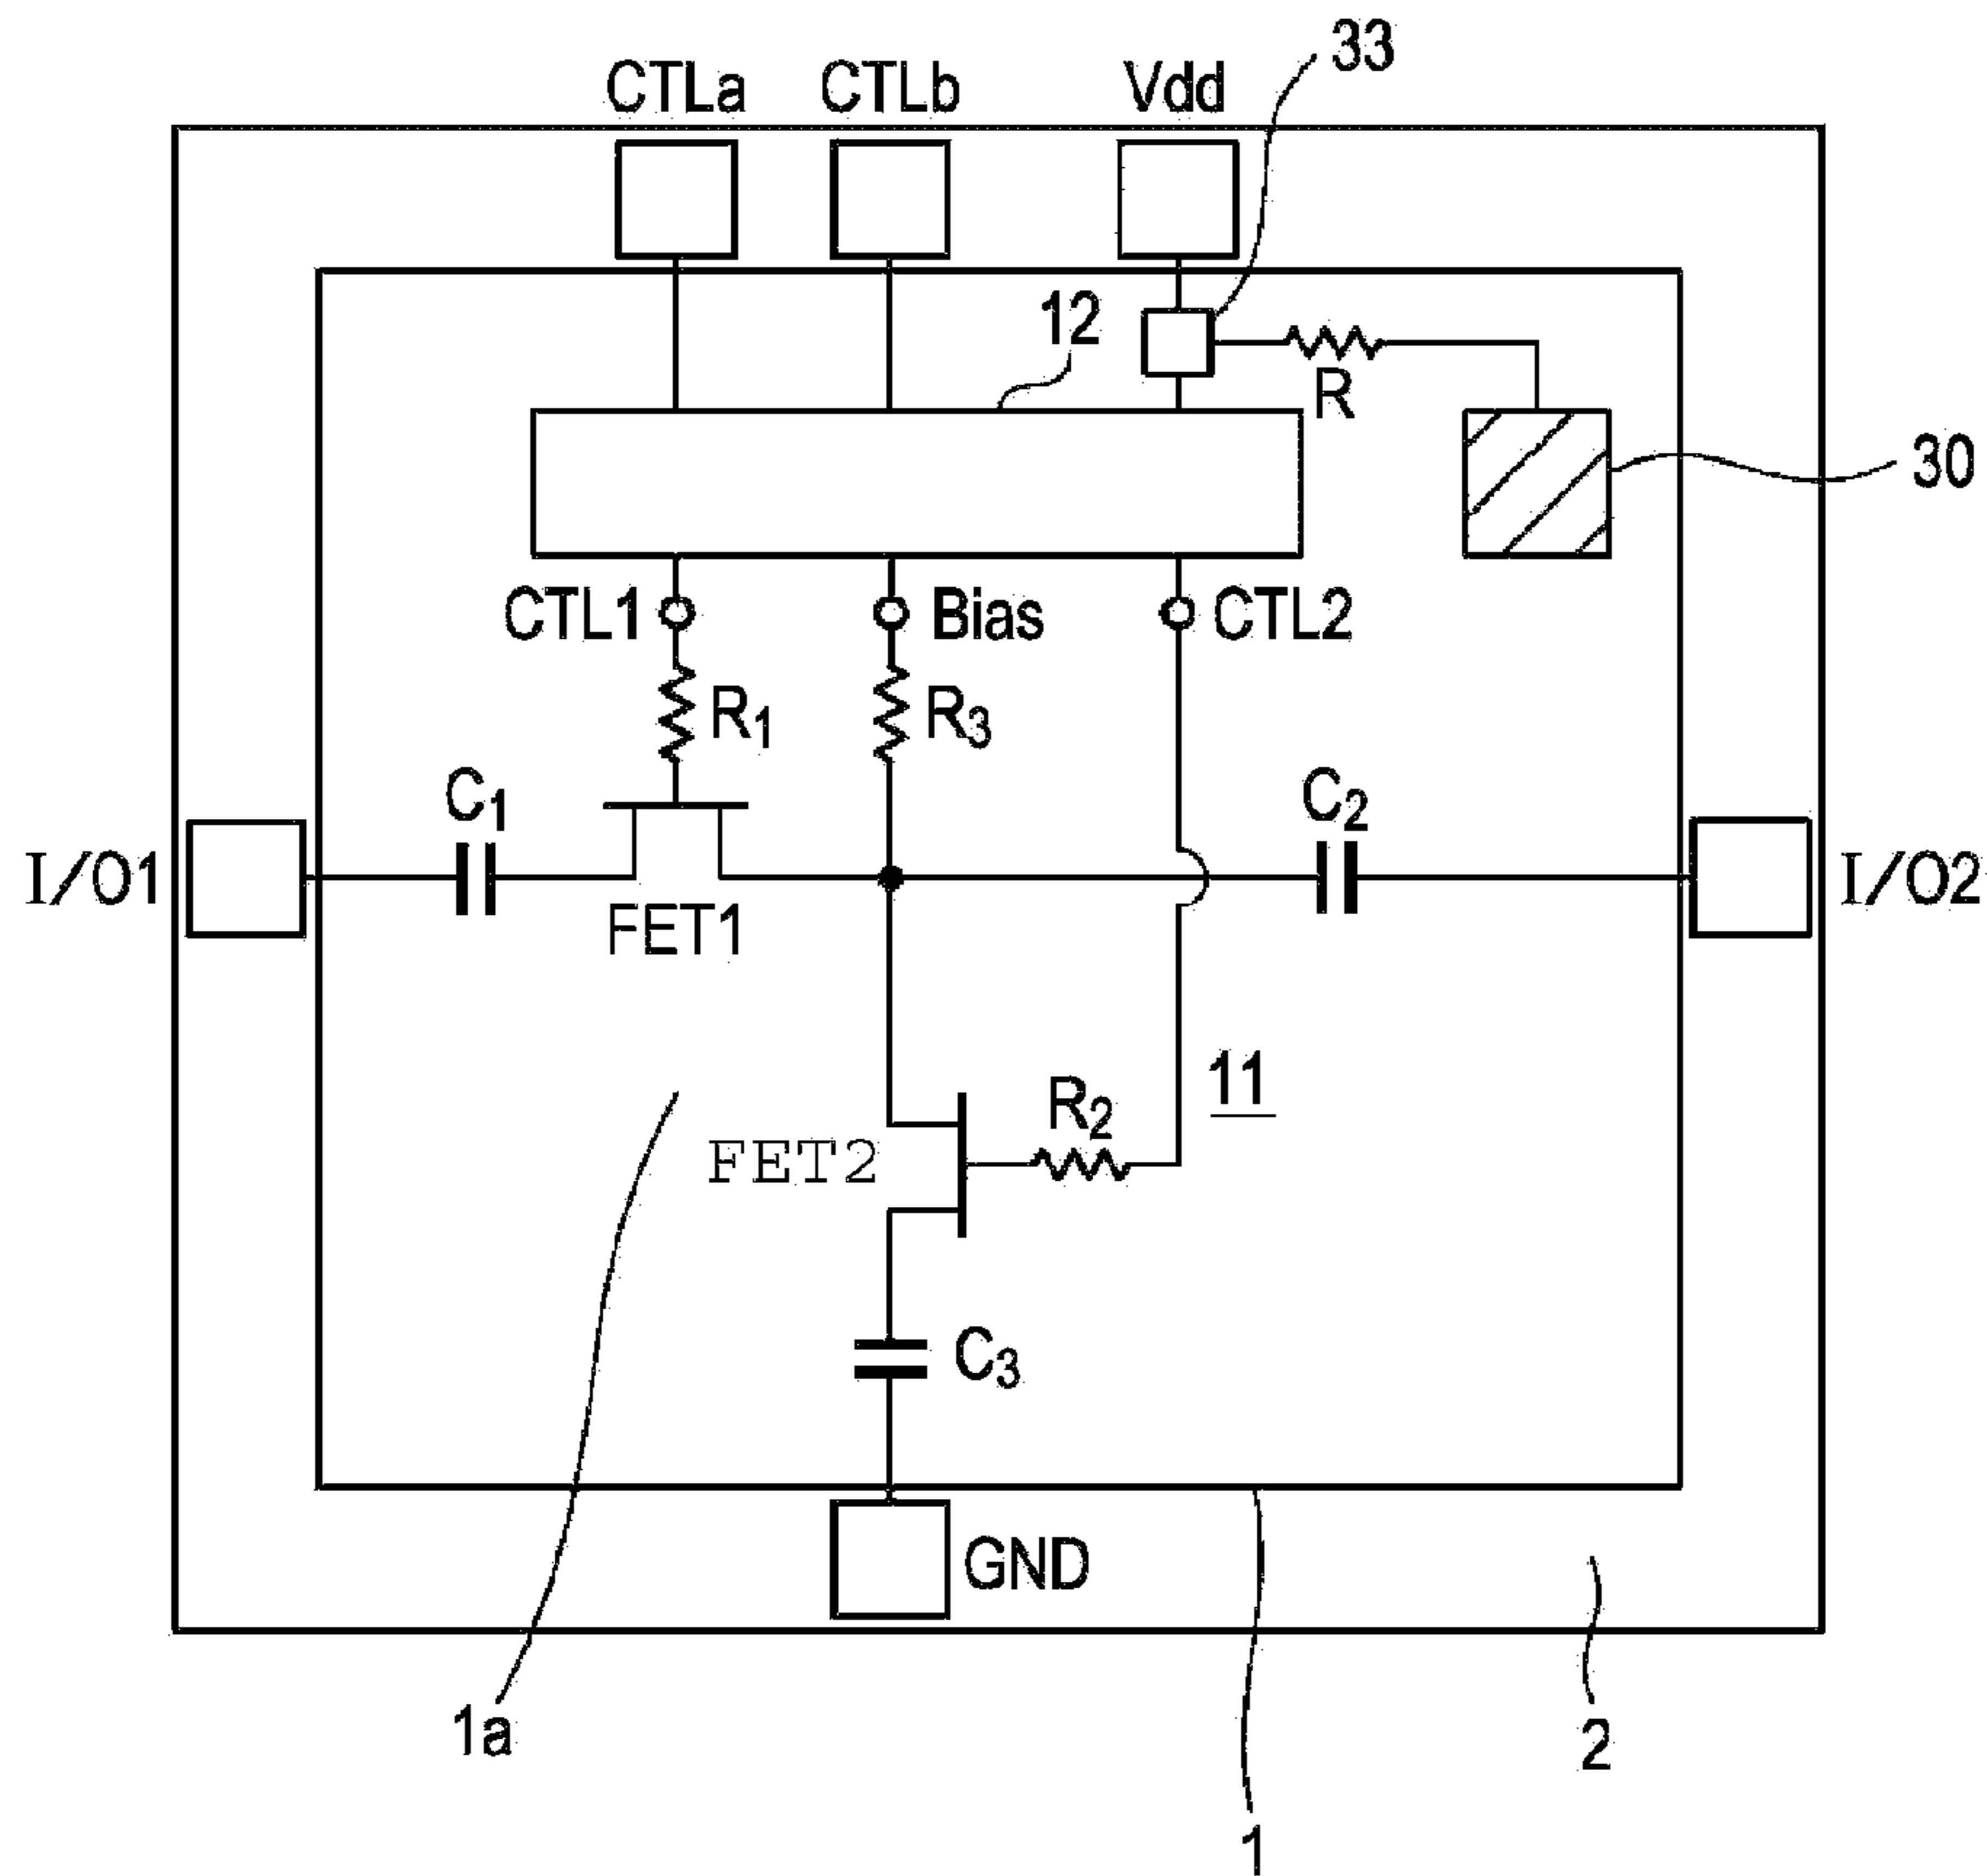 33
CTLa CTLb Vdd
12
R
30
CTL1 Bias CTL2
R1 R3
C1 C2
I/O1 I/O2
FET1
11
R2
FET2
C3
GND
1a 2
1